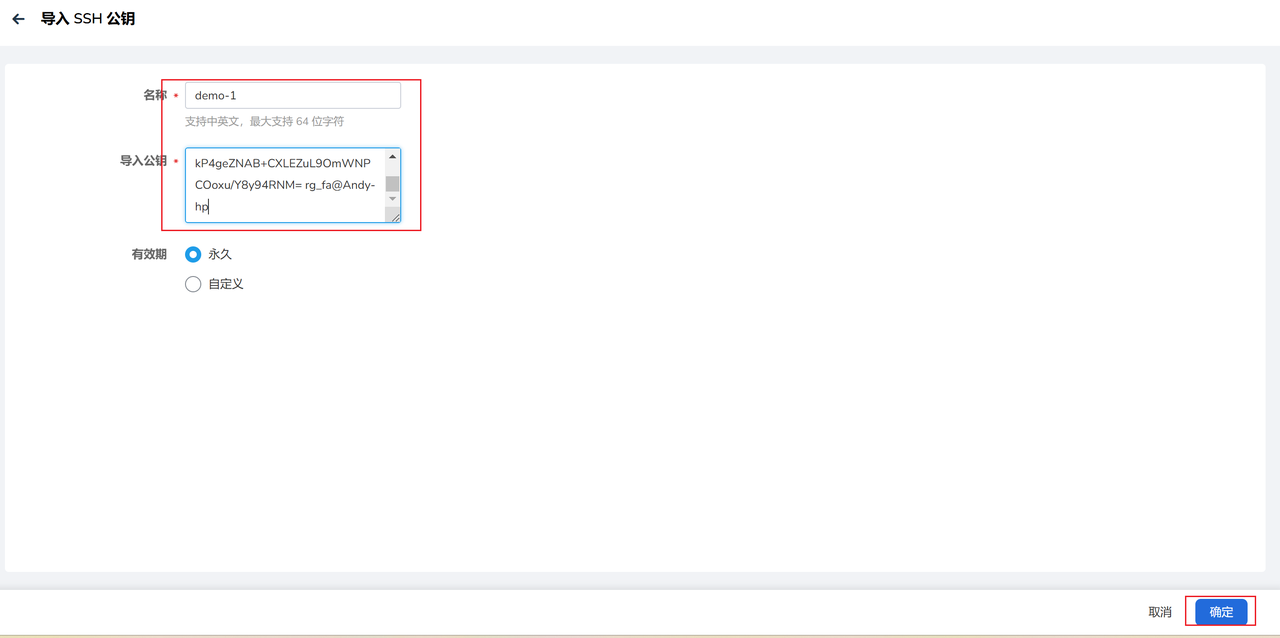 导入 SSH 公钥
名称 *
demo-1
支持中英文，最大支持 64 位字符
导入公钥 *
kP4geZNAB+CXLEZuL9OmWNP
COoxu/Y8y94RNM= rg_fa@Andy-
hp
有效期
永久
自定义
取消
确定